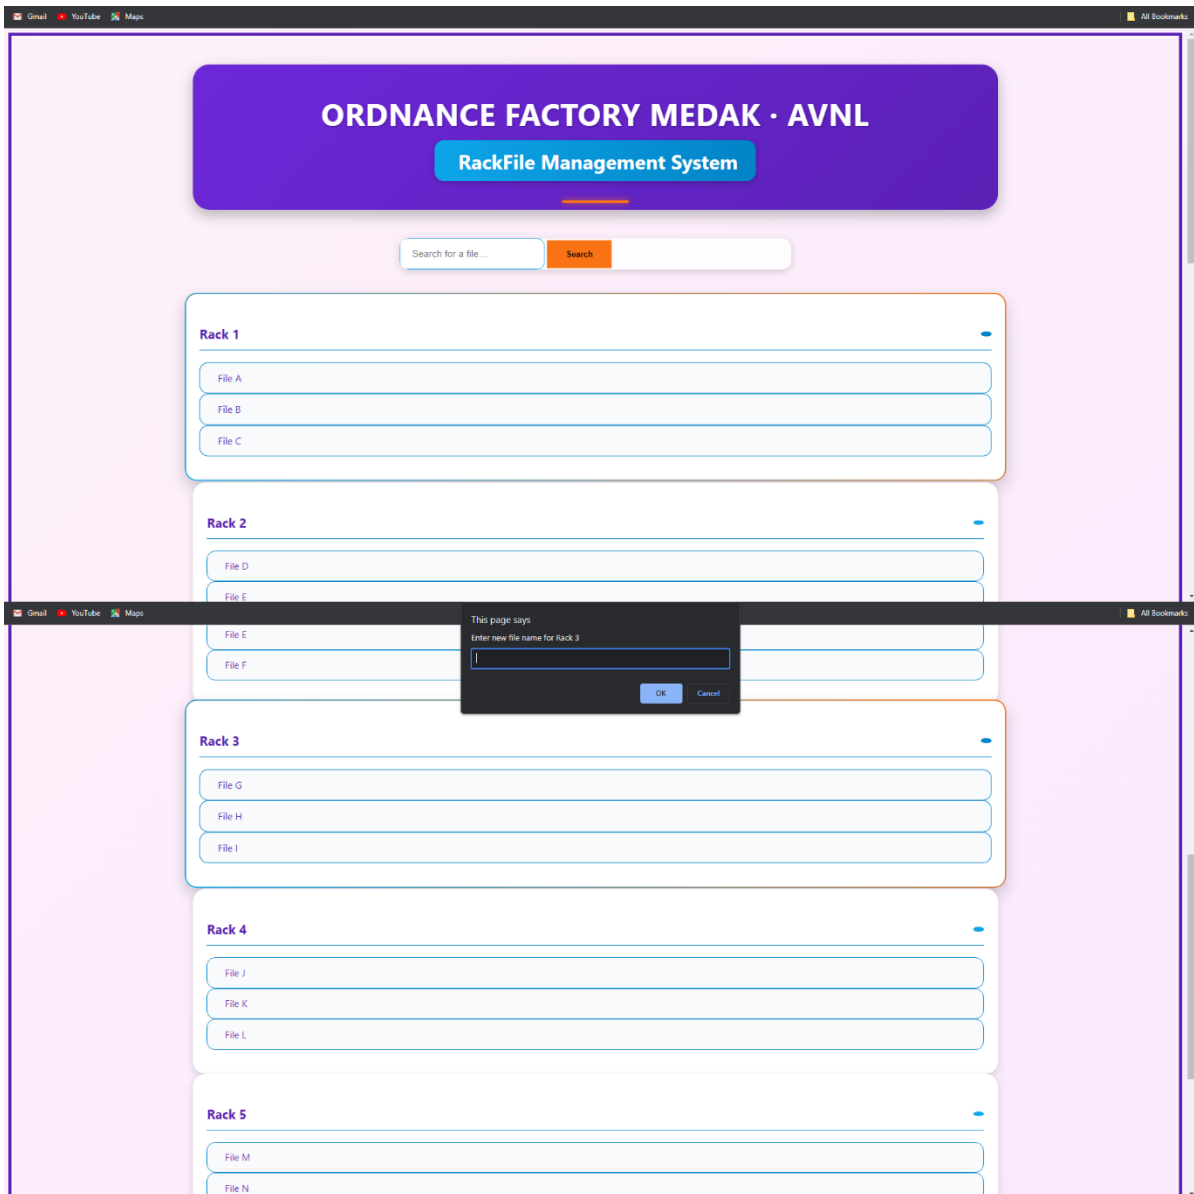 Gmail YouTube Maps All Bookmarks
ORDNANCE FACTORY MEDAK · AVNL
RackFile Management System
Search for a file... Search
Rack 1
File A
File B
File C
Rack 2
File D
File E
Gmail YouTube Maps All Bookmarks
This page says
Enter new file name for Rack 3
OK Cancel
File E
File F
Rack 3
File G
File H
File I
Rack 4
File J
File K
File L
Rack 5
File M
File N